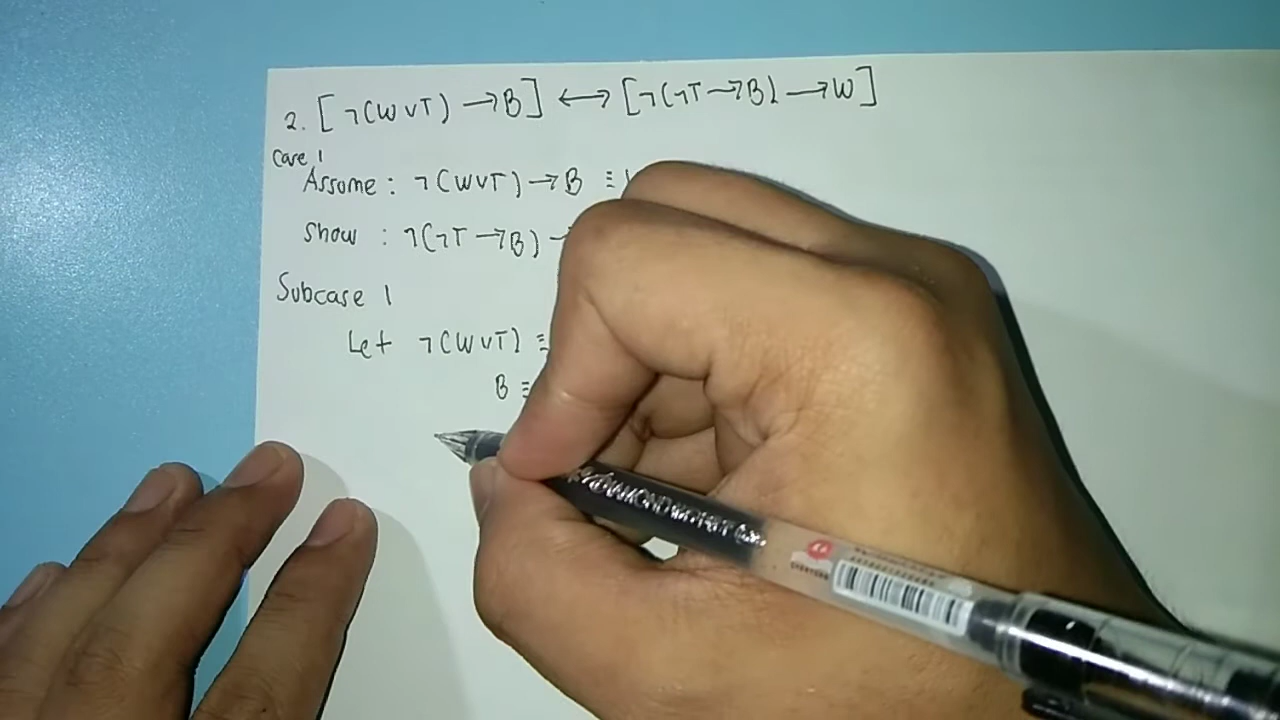 2. [¬(W∨T) → B] ↔ [¬(¬T → B) → W]
Case 1
Assume : ¬(W∨T) → B ≡
Show : ¬(¬T → B) →
Subcase 1
Let ¬(W∨T) ≡
B ≡